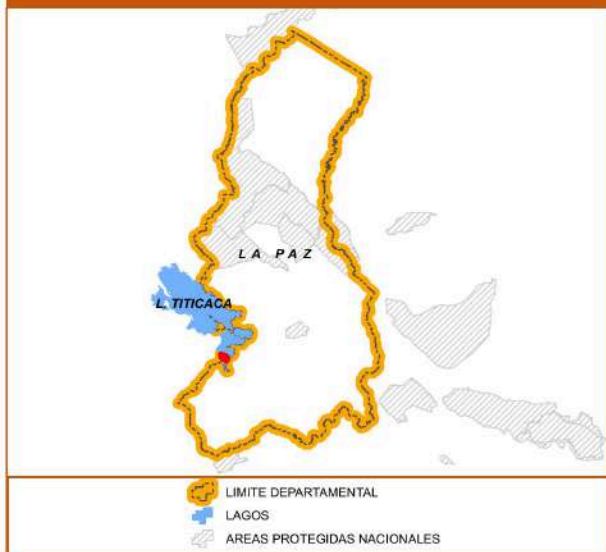 LA PAZ
L. TITICACA
LIMITE DEPARTAMENTAL
LAGOS
AREAS PROTEGIDAS NACIONALES